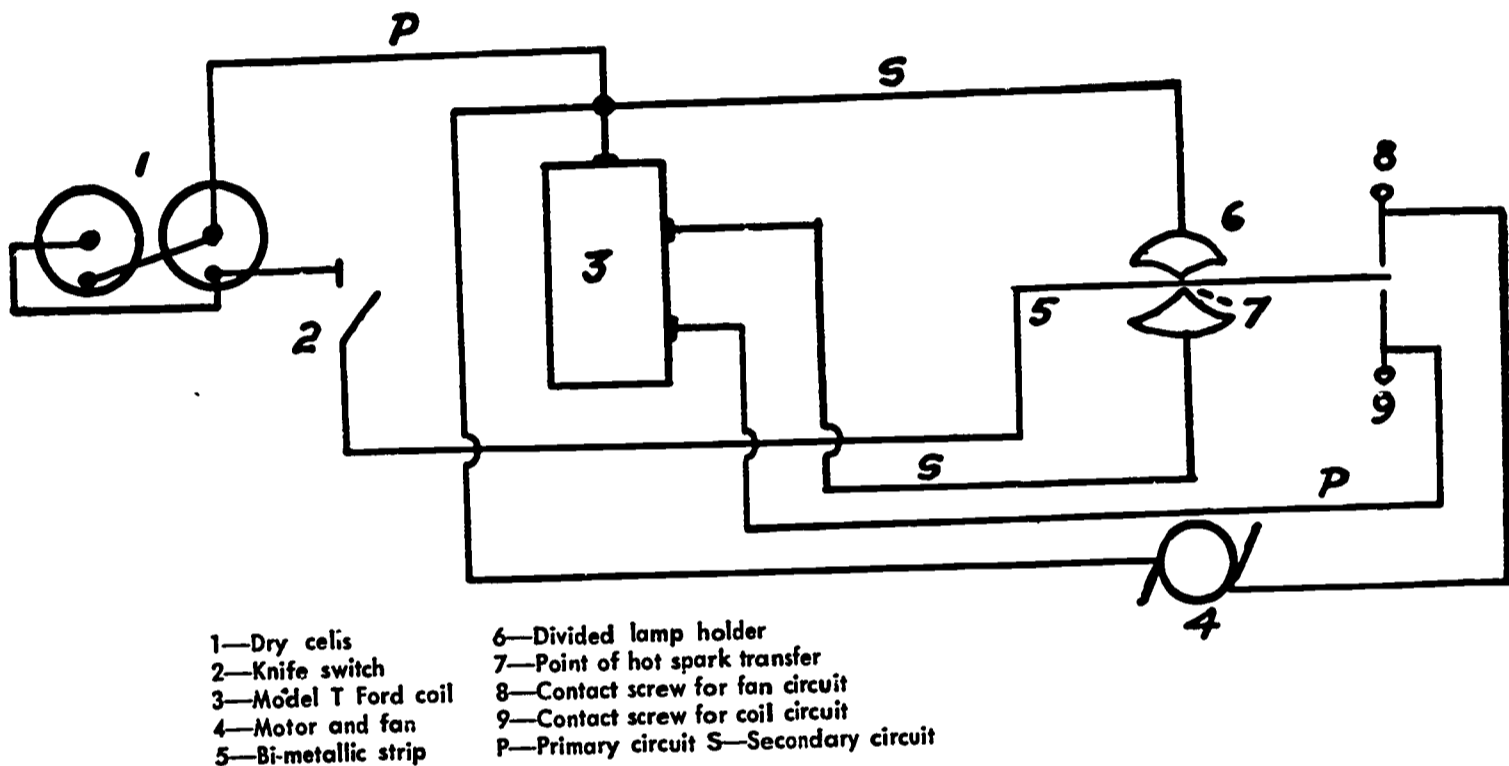 P
S
1
8
6
3
5
7
2
9
S
P
4
1—Dry cells
2—Knife switch
3—Model T Ford coil
4—Motor and fan
5—Bi-metallic strip
6—Divided lamp holder
7—Point of hot spark transfer
8—Contact screw for fan circuit
9—Contact screw for coil circuit
P—Primary circuit S—Secondary circuit